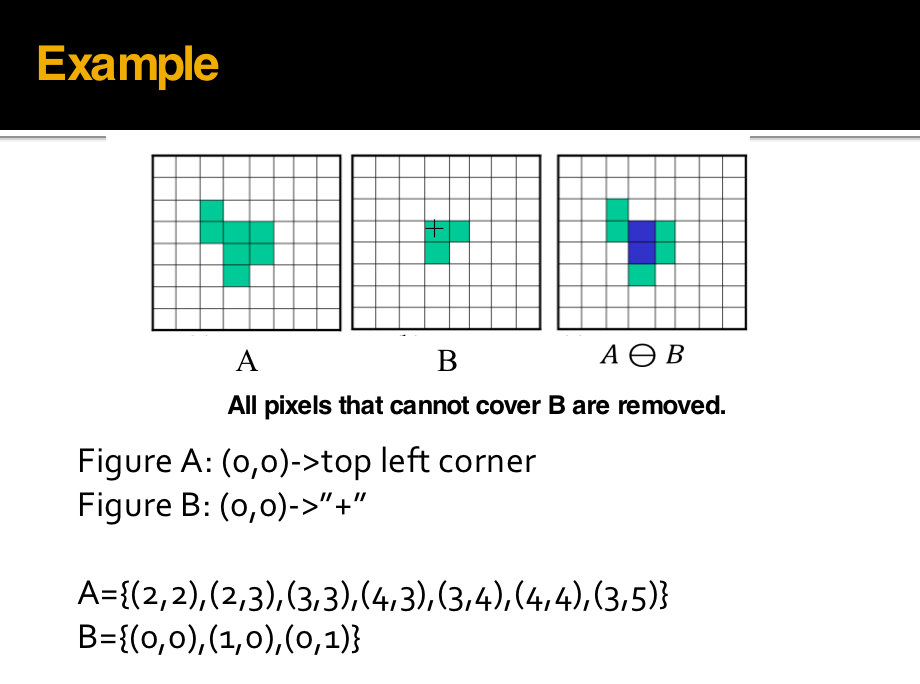 Example
A
B
A ⊖ B
All pixels that cannot cover B are removed.
Figure A: (0,0)->top left corner
Figure B: (0,0)->”+”
A={(2,2),(2,3),(3,3),(4,3),(3,4),(4,4),(3,5)}
B={(0,0),(1,0),(0,1)}